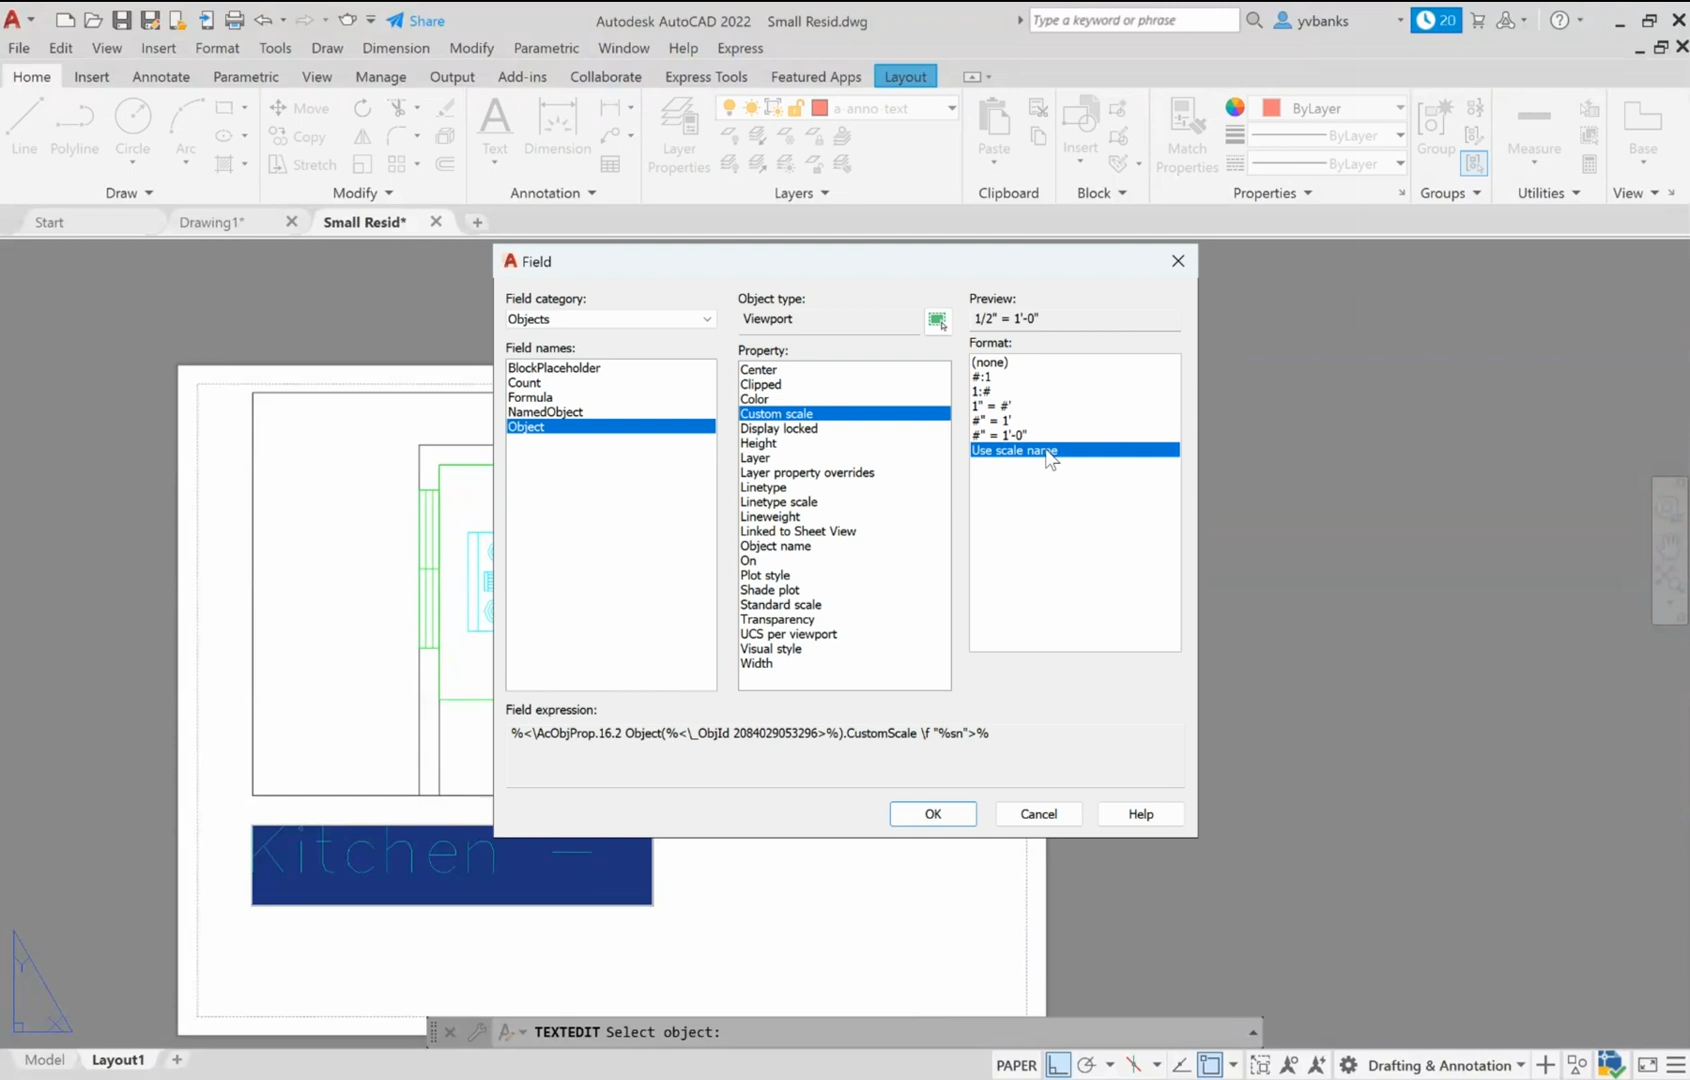 Share
Autodesk AutoCAD 2022 Small Resid.dwg
Type a keyword or phrase
yvbanks
20
File Edit View Insert Format Tools Draw Dimension Modify Parametric Window Help Express
Home Insert Annotate Parametric View Manage Output Add-ins Collaborate Express Tools Featured Apps Layout
Line Polyline Circle Arc
Move
Copy
Stretch
Text Dimension
Layer
Properties
a-anno-text
Paste
Insert
Match
Properties
ByLayer
ByLayer
ByLayer
Group
Measure
Base
Draw Modify Annotation Layers Clipboard Block Properties Groups Utilities View
Start Drawing1* Small Resid*
Field
Field category:
Objects
Field names:
BlockPlaceholder
Count
Formula
NamedObject
Object
Object type:
Viewport
Property:
Center
Clipped
Color
Custom scale
Display locked
Height
Layer
Layer property overrides
Linetype
Linetype scale
Lineweight
Linked to Sheet View
Object name
On
Plot style
Shade plot
Standard scale
Transparency
UCS per viewport
Visual style
Width
Preview:
1/2" = 1'-0"
Format:
(none)
#:1
1:#
1" = #'
#" = 1'
#" = 1'-0"
Use scale name
Field expression:
%<\AcObjProp.16.2 Object(%<\_ObjId 2084029053296>%).CustomScale \f "%sn">%
OK Cancel Help
Kitchen –
Y
X
TEXTEDIT Select object:
Model Layout1
PAPER
Drafting & Annotation